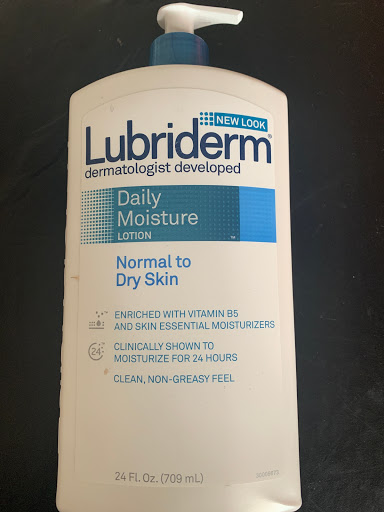 NEW LOOK
Lubriderm®
dermatologist developed
Daily
Moisture
LOTION
Normal to
Dry Skin
ENRICHED WITH VITAMIN B5
AND SKIN ESSENTIAL MOISTURIZERS
24
CLINICALLY SHOWN TO
MOISTURIZE FOR 24 HOURS
CLEAN, NON-GREASY FEEL
24 Fl. Oz. (709 mL)